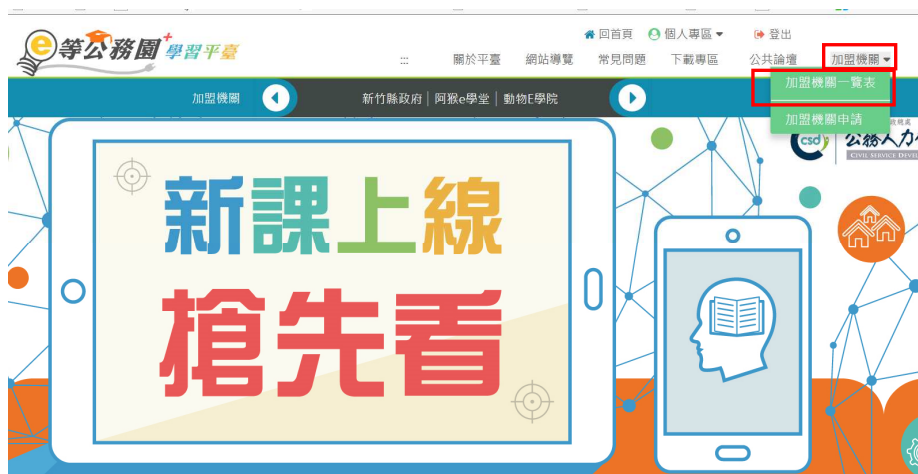 回首頁 個人專區 登出
e等公務園+學習平臺
::: 關於平臺 網站導覽 常見問題 下載專區 公共論壇 加盟機關
加盟機關 新竹縣政府|阿猴e學堂|動物E學院
加盟機關一覽表
加盟機關申請
csd 公務人力
CIVIL SERVICE
新課上線
搶先看